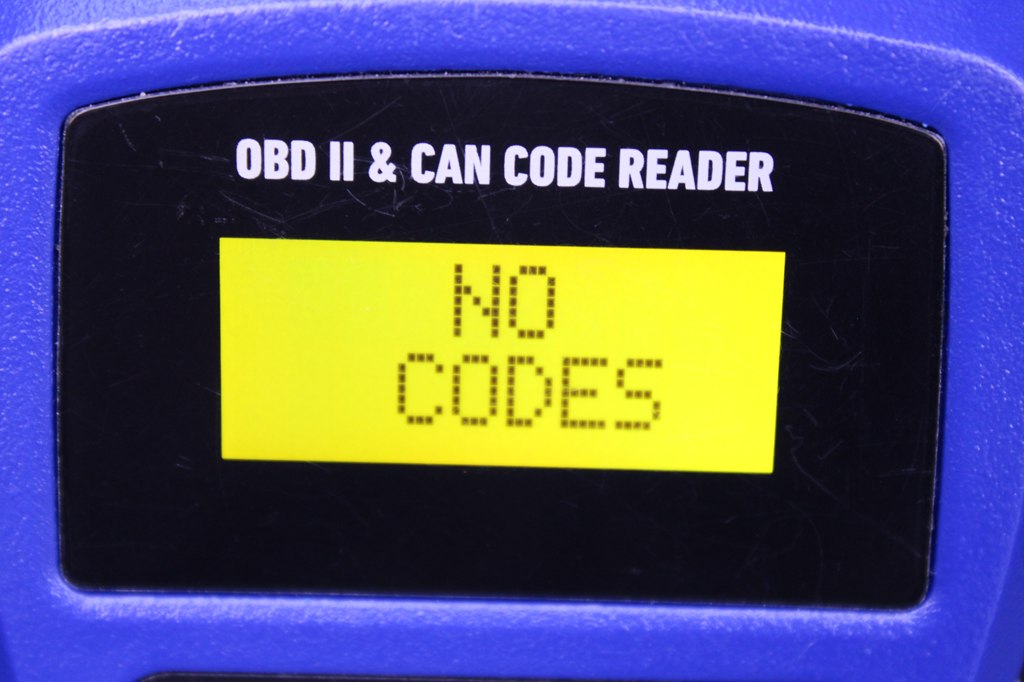 OBD II & CAN CODE READER
NO
CODES